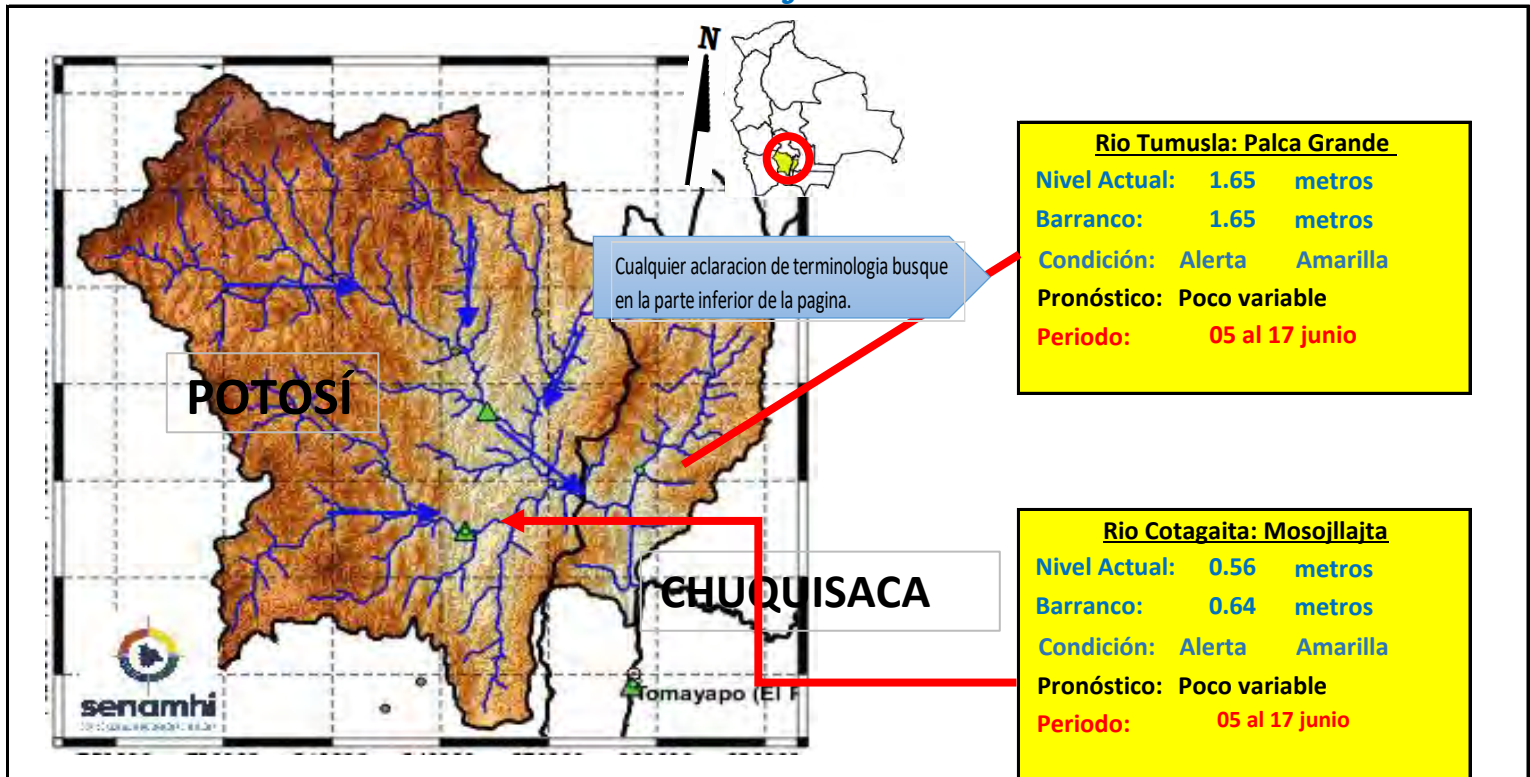 N
Cualquier aclaracion de terminologia busque
en la parte inferior de la pagina.
POTOSÍ
CHUQUISACA
Tomayapo (El
senamhi
Rio Tumusla: Palca Grande
Nivel Actual: 1.65 metros
Barranco: 1.65 metros
Condición: Alerta Amarilla
Pronóstico: Poco variable
Periodo: 05 al 17 junio
Rio Cotagaita: Mosojllajta
Nivel Actual: 0.56 metros
Barranco: 0.64 metros
Condición: Alerta Amarilla
Pronóstico: Poco variable
Periodo: 05 al 17 junio